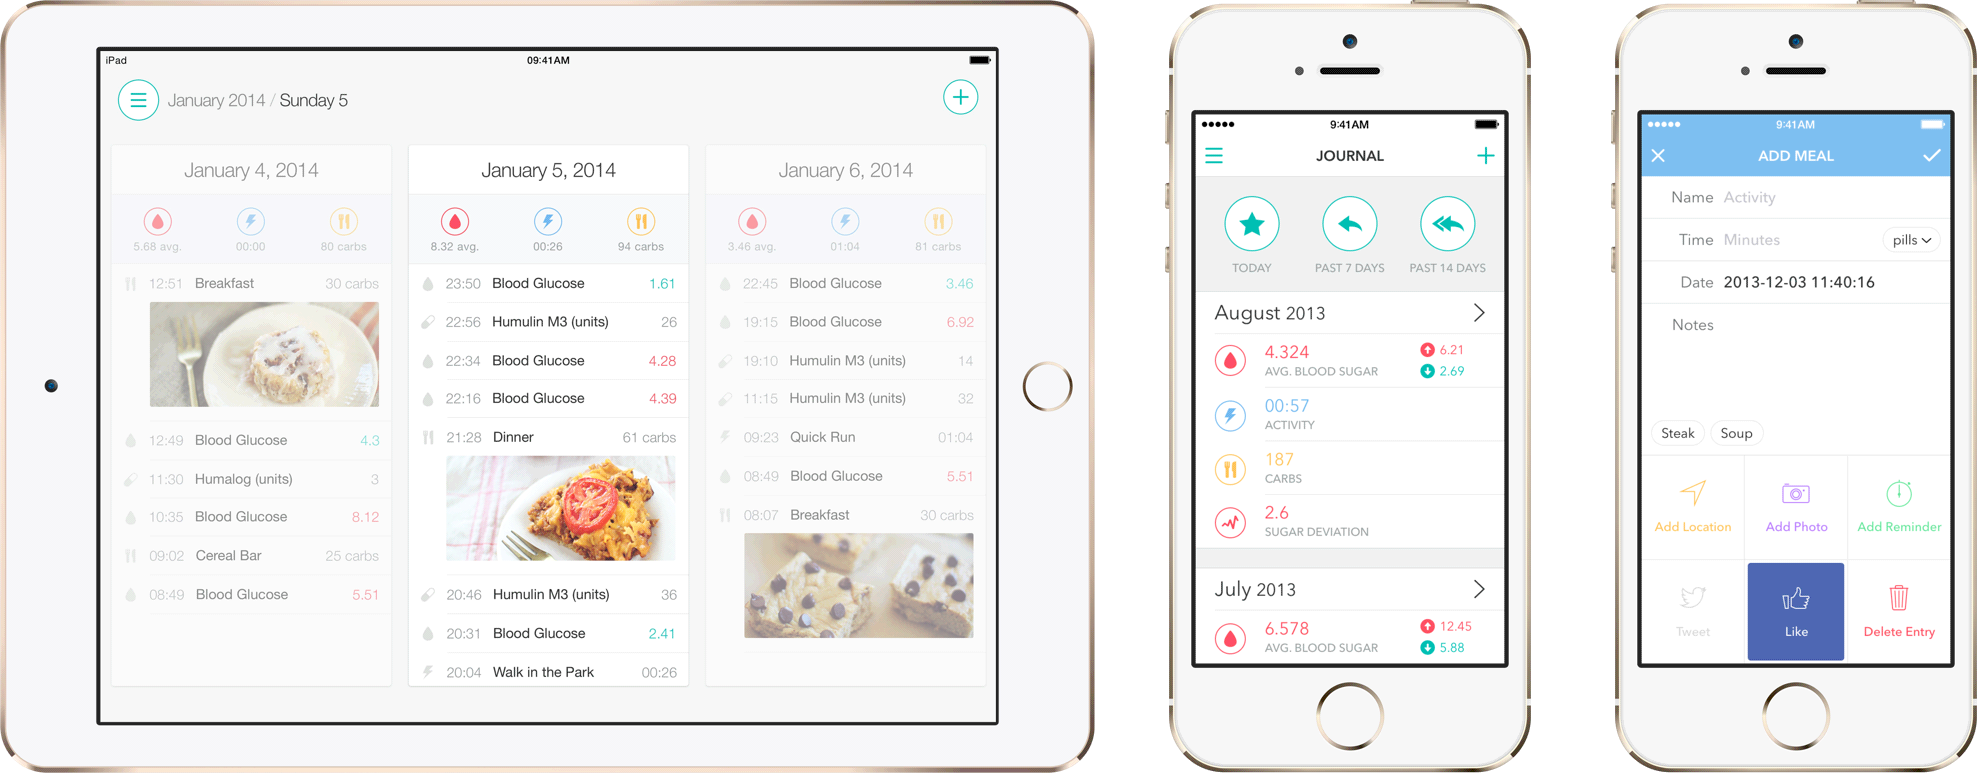 iPad 09:41AM
January 2014 / Sunday 5
January 4, 2014
5.68 avg. 00:00 80 carbs
12:51 Breakfast 30 carbs
12:49 Blood Glucose 4.3
11:30 Humalog (units) 3
10:35 Blood Glucose 8.12
09:02 Cereal Bar 25 carbs
08:49 Blood Glucose 5.51
January 5, 2014
8.32 avg. 00:26 94 carbs
23:50 Blood Glucose 1.61
22:56 Humulin M3 (units) 26
22:34 Blood Glucose 4.28
22:16 Blood Glucose 4.39
21:28 Dinner 61 carbs
20:46 Humulin M3 (units) 36
20:31 Blood Glucose 2.41
20:04 Walk in the Park 00:26
January 6, 2014
3.46 avg. 01:04 81 carbs
22:45 Blood Glucose 3.46
19:15 Blood Glucose 6.92
19:10 Humulin M3 (units) 14
11:15 Humulin M3 (units) 32
09:23 Quick Run 01:04
08:49 Blood Glucose 5.51
08:07 Breakfast 30 carbs
9:41AM
JOURNAL
TODAY PAST 7 DAYS PAST 14 DAYS
August 2013
4.324 6.21
AVG. BLOOD SUGAR 2.69
00:57
ACTIVITY
187
CARBS
2.6
SUGAR DEVIATION
July 2013
6.578 12.45
AVG. BLOOD SUGAR 5.88
9:41AM
ADD MEAL
Name Activity
Time Minutes pills
Date 2013-12-03 11:40:16
Notes
Steak Soup
Add Location Add Photo Add Reminder
Tweet Like Delete Entry